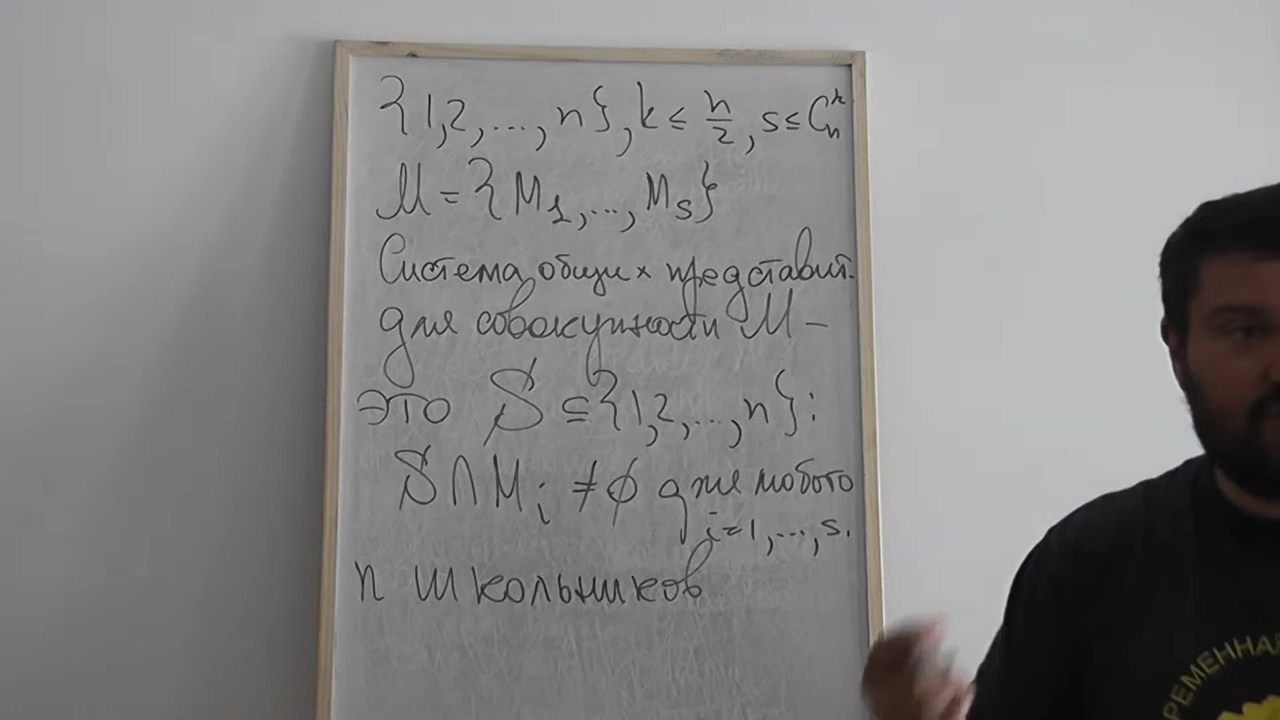 {1,2,...,n}, k ≤ n/2, s ≤ C_n^k
M = {M_1,...,M_s}
Система общих представит.
для совокупности M –
это S ⊆ {1,2,...,n}:
S ∩ M_i ≠ ∅ для любого
i=1,...,s.
n школьников
РЕМЕННАЯ